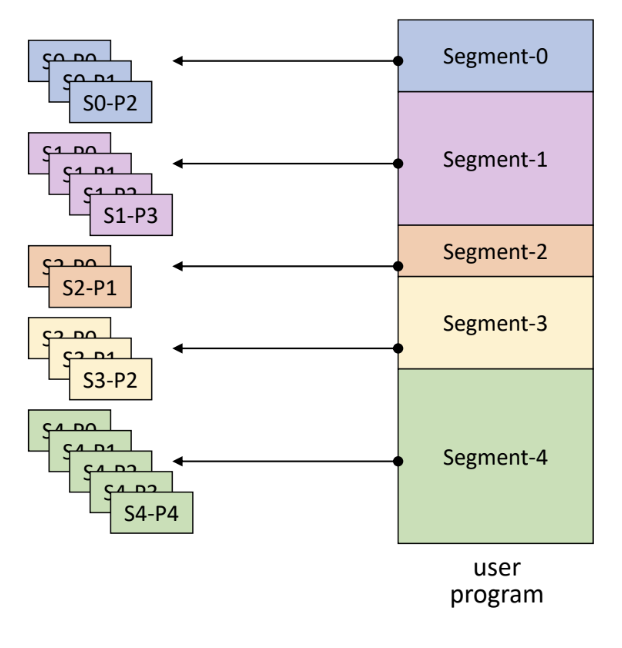 S0-P0
S0-P1
S0-P2
S1-P0
S1-P1
S1-P2
S1-P3
S2-P0
S2-P1
S3-P0
S3-P1
S3-P2
S4-P0
S4-P1
S4-P2
S4-P3
S4-P4
Segment-0
Segment-1
Segment-2
Segment-3
Segment-4
user
program